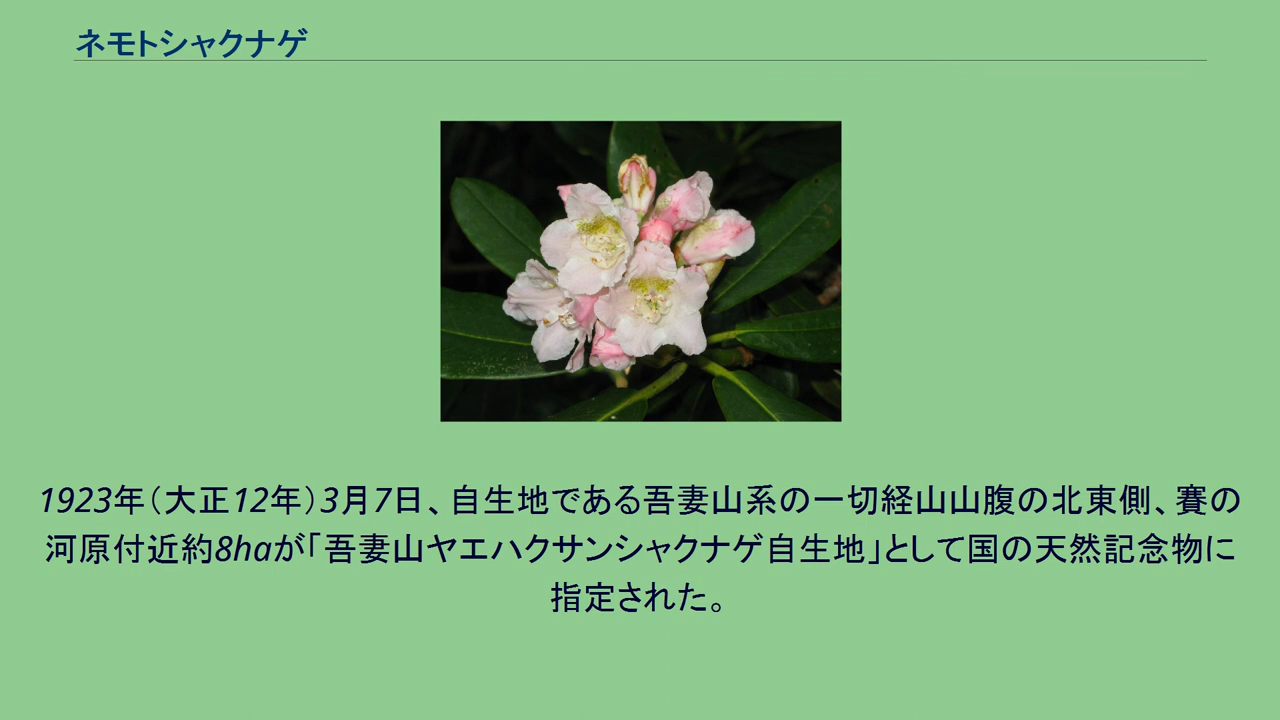 ネモトシャクナゲ
1923年（大正12年）3月7日、自生地である吾妻山系の一切経山山腹の北東側、賽の
河原付近約8haが「吾妻山ヤエハクサンシャクナゲ自生地」として国の天然記念物に
指定された。